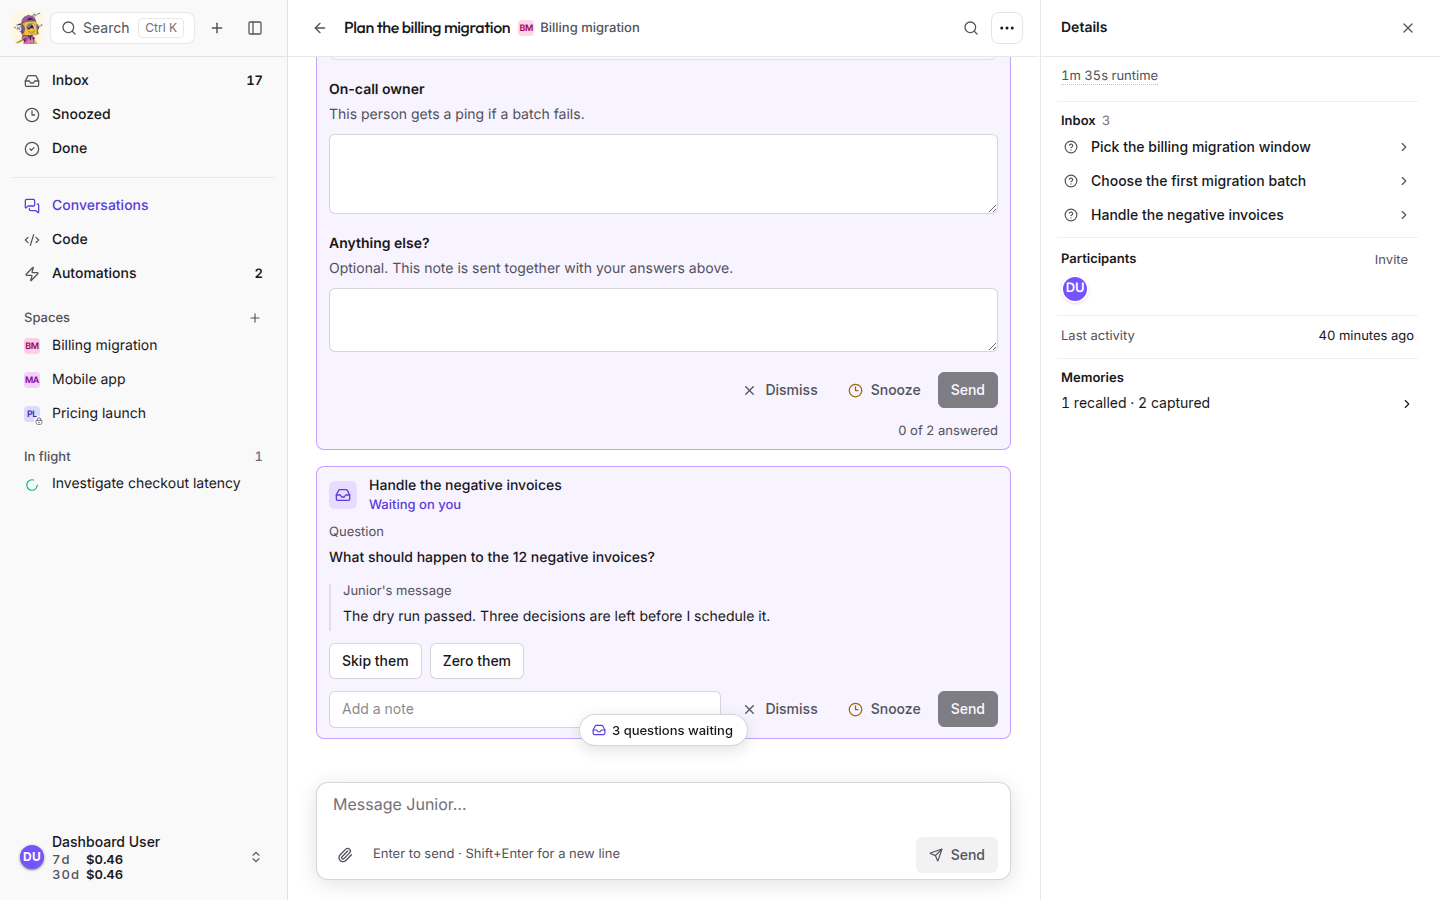 Search Ctrl K
Inbox 17
Snoozed
Done
Conversations
Code
Automations 2
Spaces
BM Billing migration
MA Mobile app
PL Pricing launch
In flight 1
Investigate checkout latency
DU Dashboard User
7d $0.46
30d $0.46
Plan the billing migration BM Billing migration
On-call owner
This person gets a ping if a batch fails.
Anything else?
Optional. This note is sent together with your answers above.
Dismiss Snooze Send
0 of 2 answered
Handle the negative invoices
Waiting on you
Question
What should happen to the 12 negative invoices?
Junior's message
The dry run passed. Three decisions are left before I schedule it.
Skip them Zero them
Add a note Dismiss Snooze Send
3 questions waiting
Message Junior...
Enter to send · Shift+Enter for a new line Send
Details
1m 35s runtime
Inbox 3
Pick the billing migration window
Choose the first migration batch
Handle the negative invoices
Participants Invite
DU
Last activity 40 minutes ago
Memories
1 recalled · 2 captured